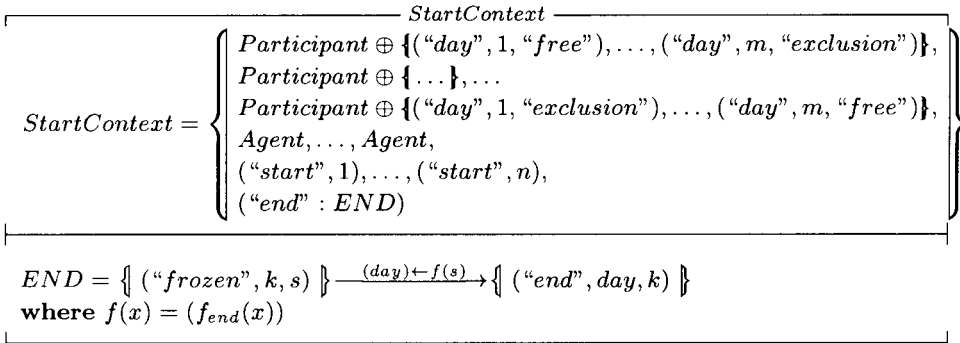 StartContext
Participant ⊕ {("day", 1, "free"), . . . , ("day", m, "exclusion")},
Participant ⊕ { . . . }, . . .
Participant ⊕ {("day", 1, "exclusion"), . . . , ("day", m, "free")},
StartContext =
Agent, . . . , Agent,
("start", 1), . . . , ("start", n),
("end" : END)
END = { ("frozen", k, s) } (day)←f(s) → { ("end", day, k) }
where f(x) = (f_end(x))